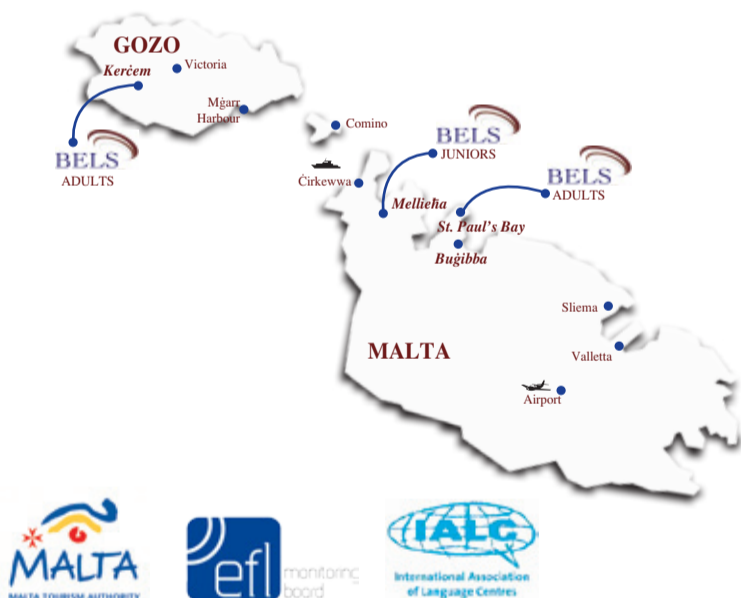 GOZO
Kerċem
Victoria
Mġarr
Harbour
BELS
ADULTS
Comino
BELS
JUNIORS
Ċirkewwa
Mellieħa
BELS
ADULTS
St. Paul's Bay
Buġibba
Sliema
MALTA
Valletta
Airport
MALTA
MALTA TOURISM AUTHORITY
efl monitoring
board
IALC
International Association
of Language Centres